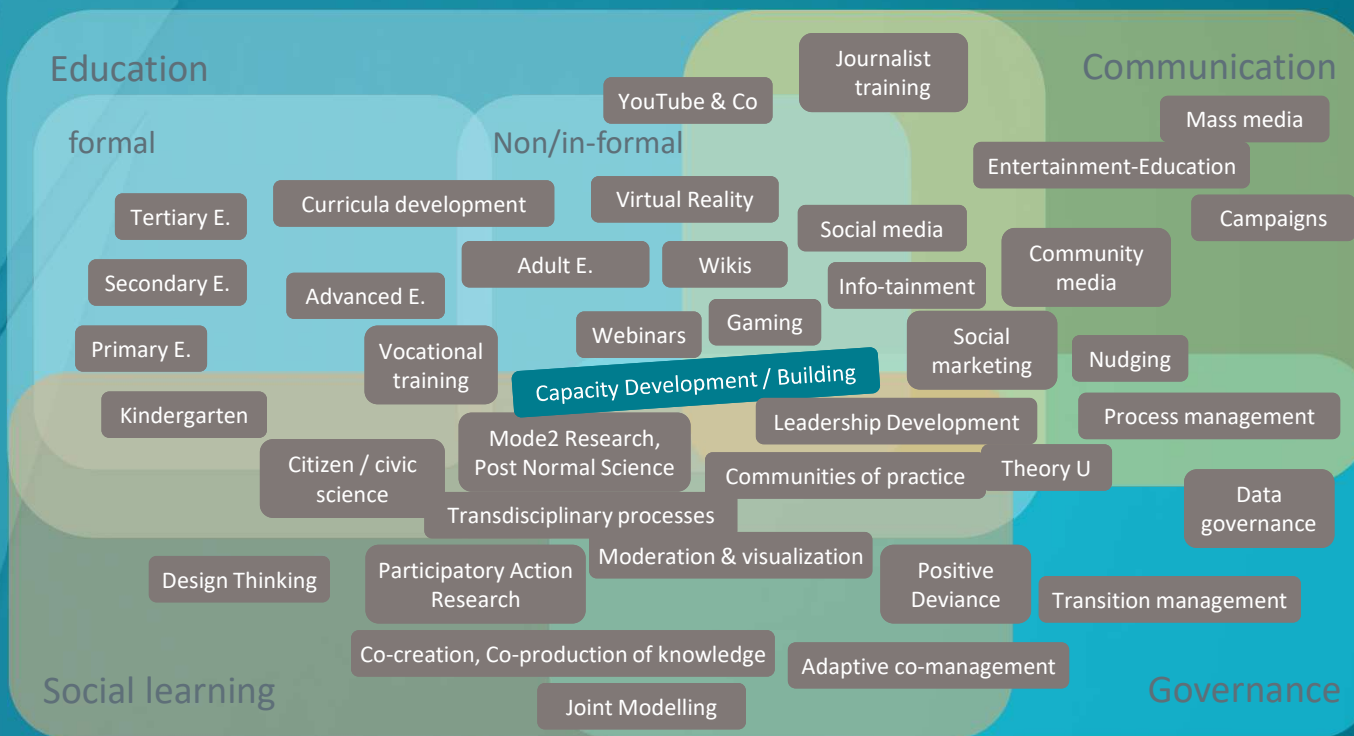 Education
Communication
formal
Non/in-formal
YouTube & Co
Journalist
training
Mass media
Entertainment-Education
Tertiary E.
Curricula development
Virtual Reality
Social media
Campaigns
Secondary E.
Advanced E.
Adult E.
Wikis
Info-tainment
Community
media
Primary E.
Vocational
training
Webinars
Gaming
Social
marketing
Nudging
Capacity Development / Building
Kindergarten
Leadership Development
Process management
Citizen / civic
science
Mode2 Research,
Post Normal Science
Communities of practice
Theory U
Data
governance
Transdisciplinary processes
Moderation & visualization
Design Thinking
Participatory Action
Research
Positive
Deviance
Transition management
Co-creation, Co-production of knowledge
Adaptive co-management
Social learning
Joint Modelling
Governance